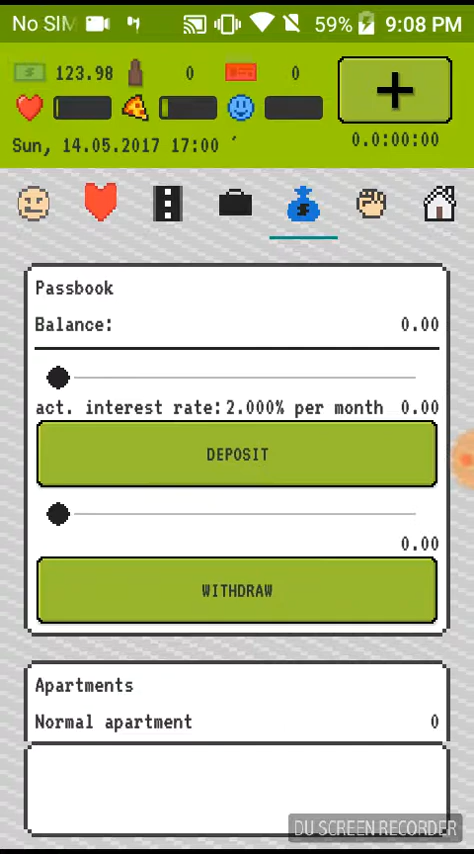 No SIM 59% 9:08 PM
123.98 0 0
+
Sun, 14.05.2017 17:00 ´
0.0:00:00
Passbook
Balance: 0.00
act. interest rate: 2.000% per month 0.00
DEPOSIT
0.00
WITHDRAW
Apartments
Normal apartment 0
DU SCREEN RECORDER